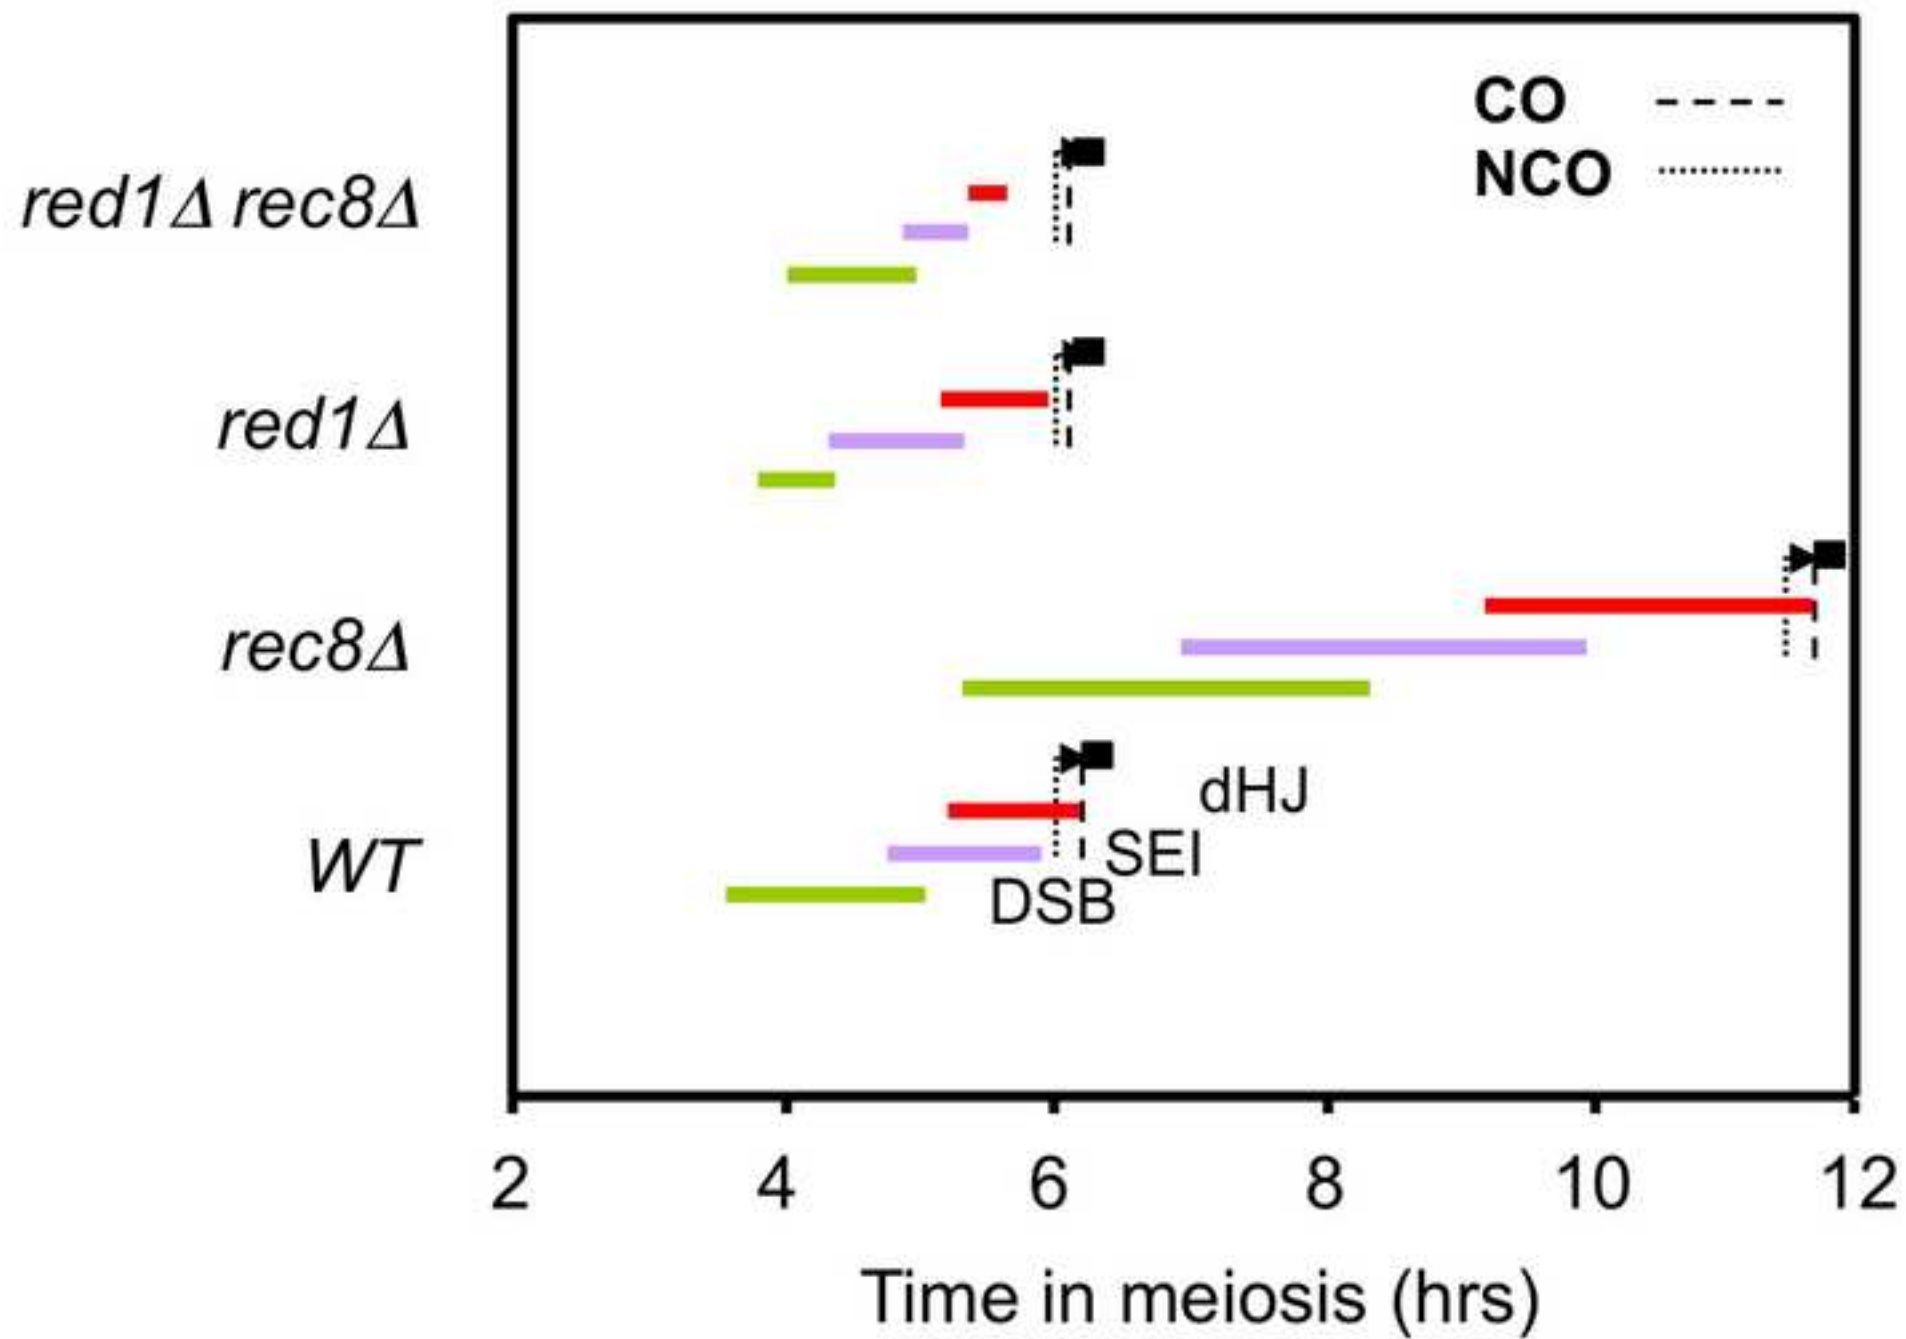 CO
NCO
red1Δ rec8Δ
red1Δ
rec8Δ
WT
dHJ
SEI
DSB
2 4 6 8 10 12
Time in meiosis (hrs)